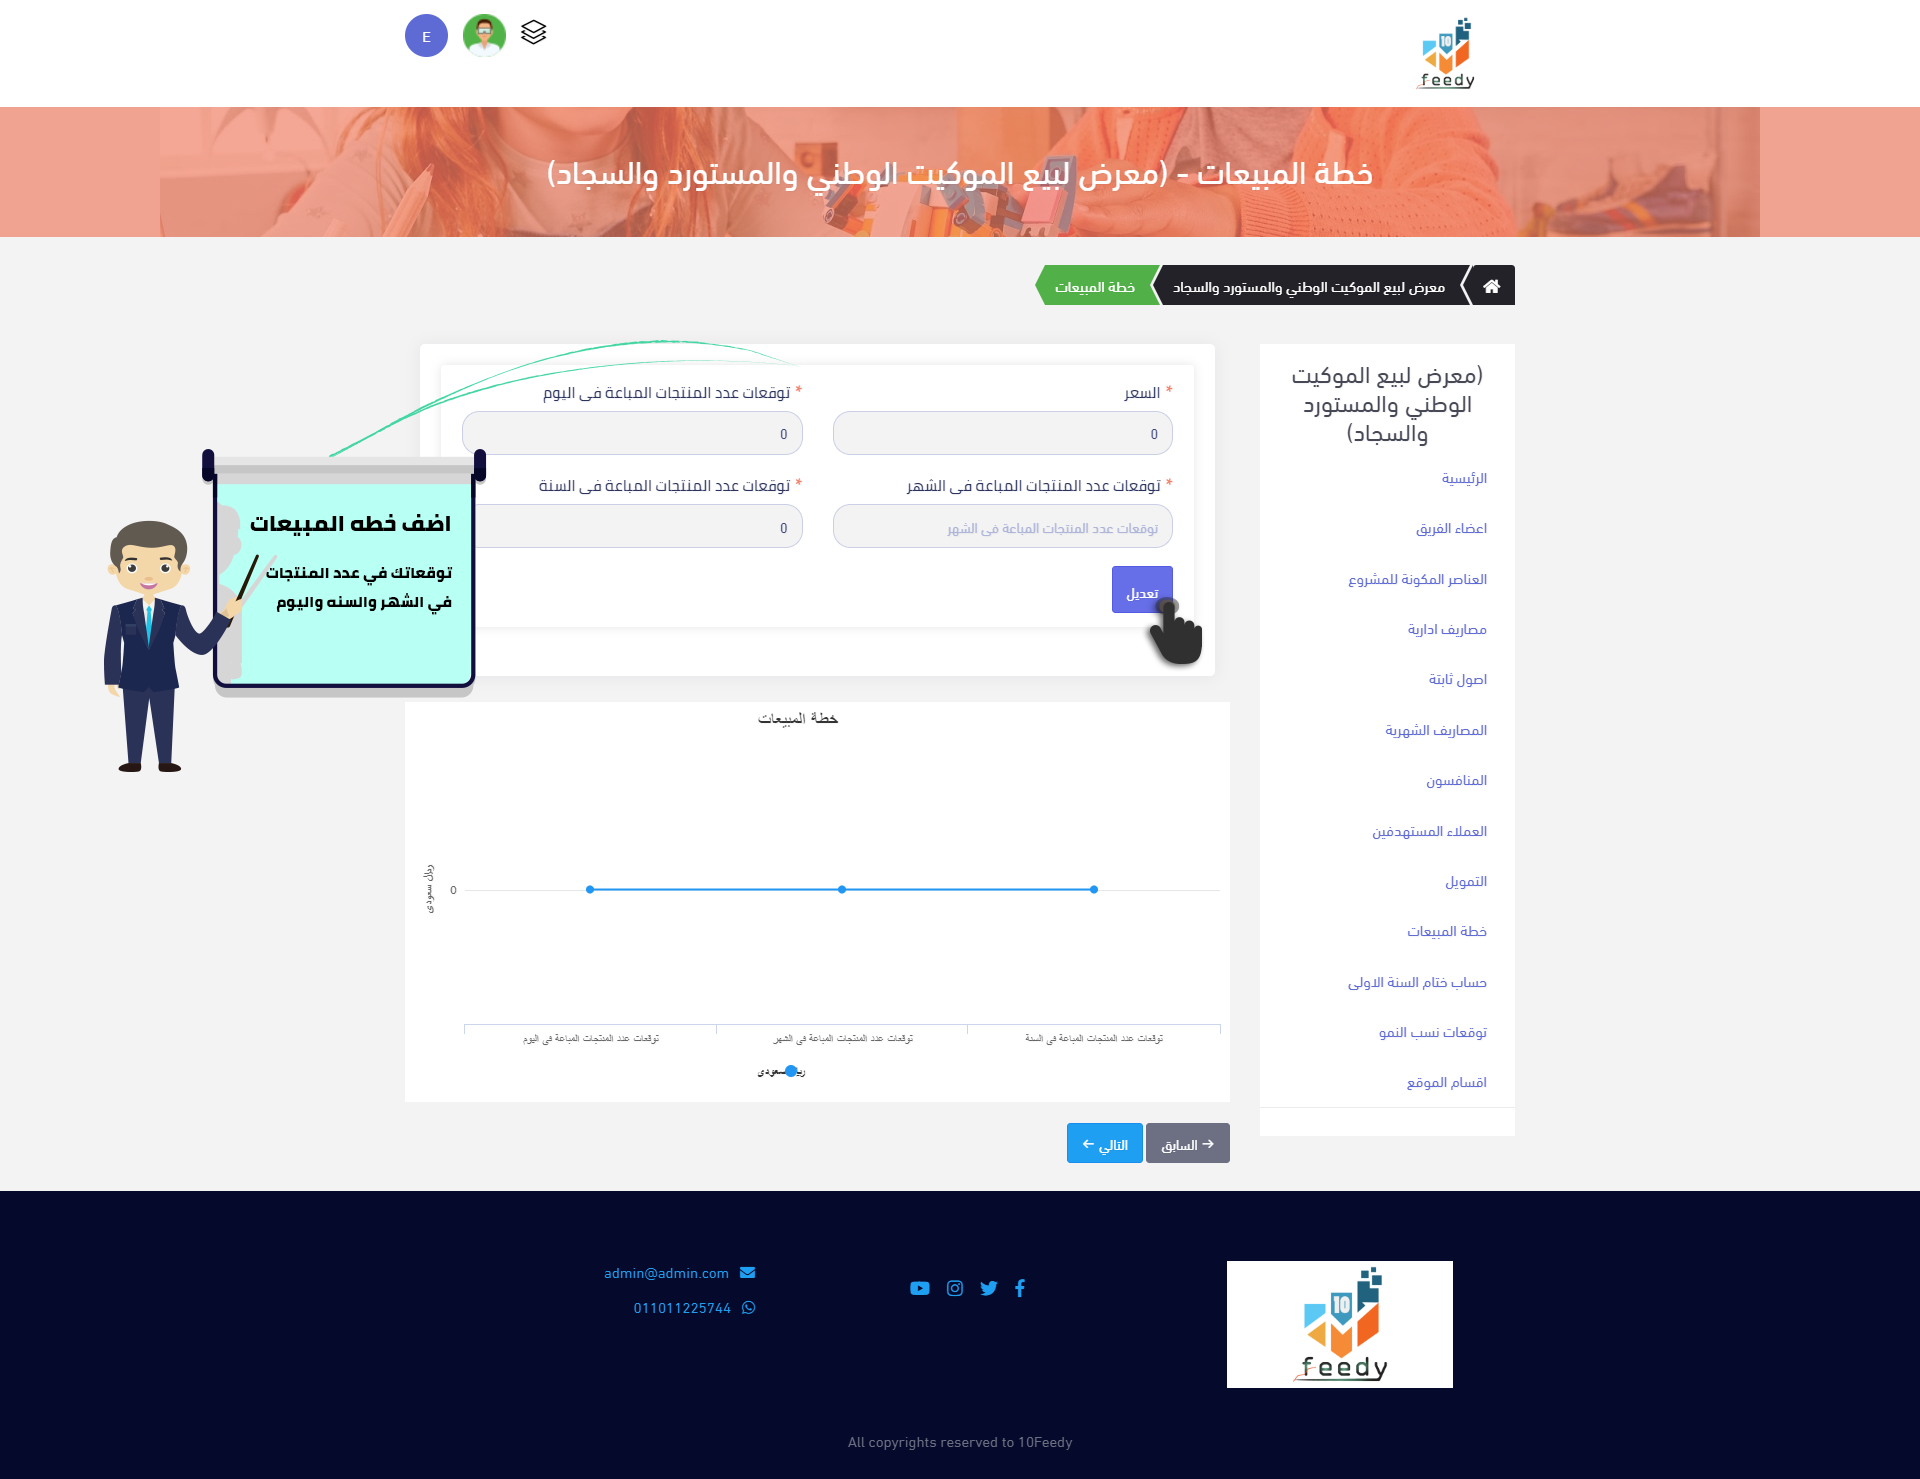 E
10
feedy
خطة المبيعات - (معرض لبيع الموكيت الوطني والمستورد والسجاد)
معرض لبيع الموكيت الوطني والمستورد والسجاد
خطة المبيعات
(معرض لبيع الموكيت
الوطني والمستورد
والسجاد)
الرئيسية
اعضاء الفريق
العناصر المكونة للمشروع
مصاريف ادارية
اصول ثابتة
المصاريف الشهرية
المنافسون
العملاء المستهدفين
التمويل
خطة المبيعات
حساب ختام السنة الاولى
توقعات نسب النمو
اقسام الموقع
* السعر
0
* توقعات عدد المنتجات المباعة فى اليوم
0
* توقعات عدد المنتجات المباعة فى الشهر
توقعات عدد المنتجات المباعة فى الشهر
* توقعات عدد المنتجات المباعة فى السنة
0
تعديل
اضف خطه المبيعات
توقعاتك في عدد المنتجات
في الشهر والسنه واليوم
خطة المبيعات
ريال سعودى
0
توقعات عدد المنتجات المباعة فى السنة
توقعات عدد المنتجات المباعة فى الشهر
توقعات عدد المنتجات المباعة فى اليوم
سعودى
السابق
التالي
admin@admin.com
011011225744
10
feedy
All copyrights reserved to 10Feedy